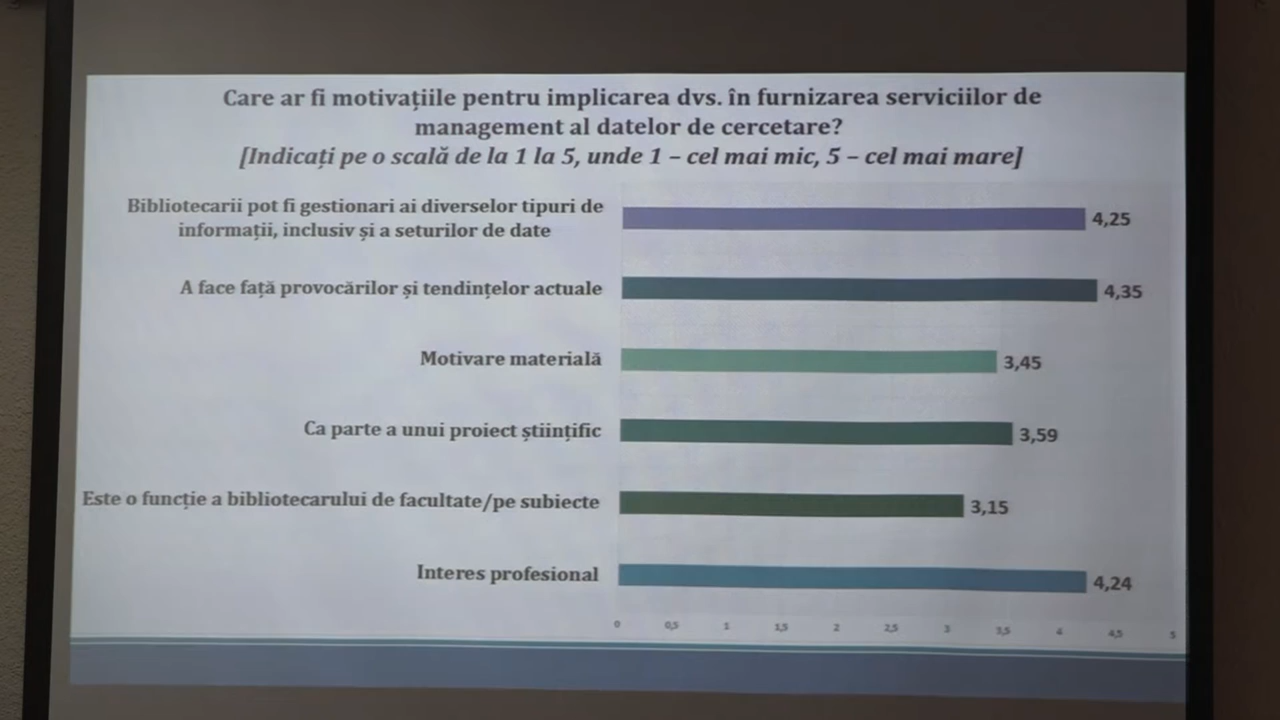 Care ar fi motivațiile pentru implicarea dvs. în furnizarea serviciilor de
management al datelor de cercetare?
[Indicați pe o scală de la 1 la 5, unde 1 – cel mai mic, 5 – cel mai mare]
Bibliotecarii pot fi gestionari ai diverselor tipuri de
informații, inclusiv și a seturilor de date
4,25
A face față provocărilor și tendințelor actuale
4,35
Motivare materială
3,45
Ca parte a unui proiect științific
3,59
Este o funcție a bibliotecarului de facultate/pe subiecte
3,15
Interes profesional
4,24
0 0,5 1 1,5 2 2,5 3 3,5 4 4,5 5